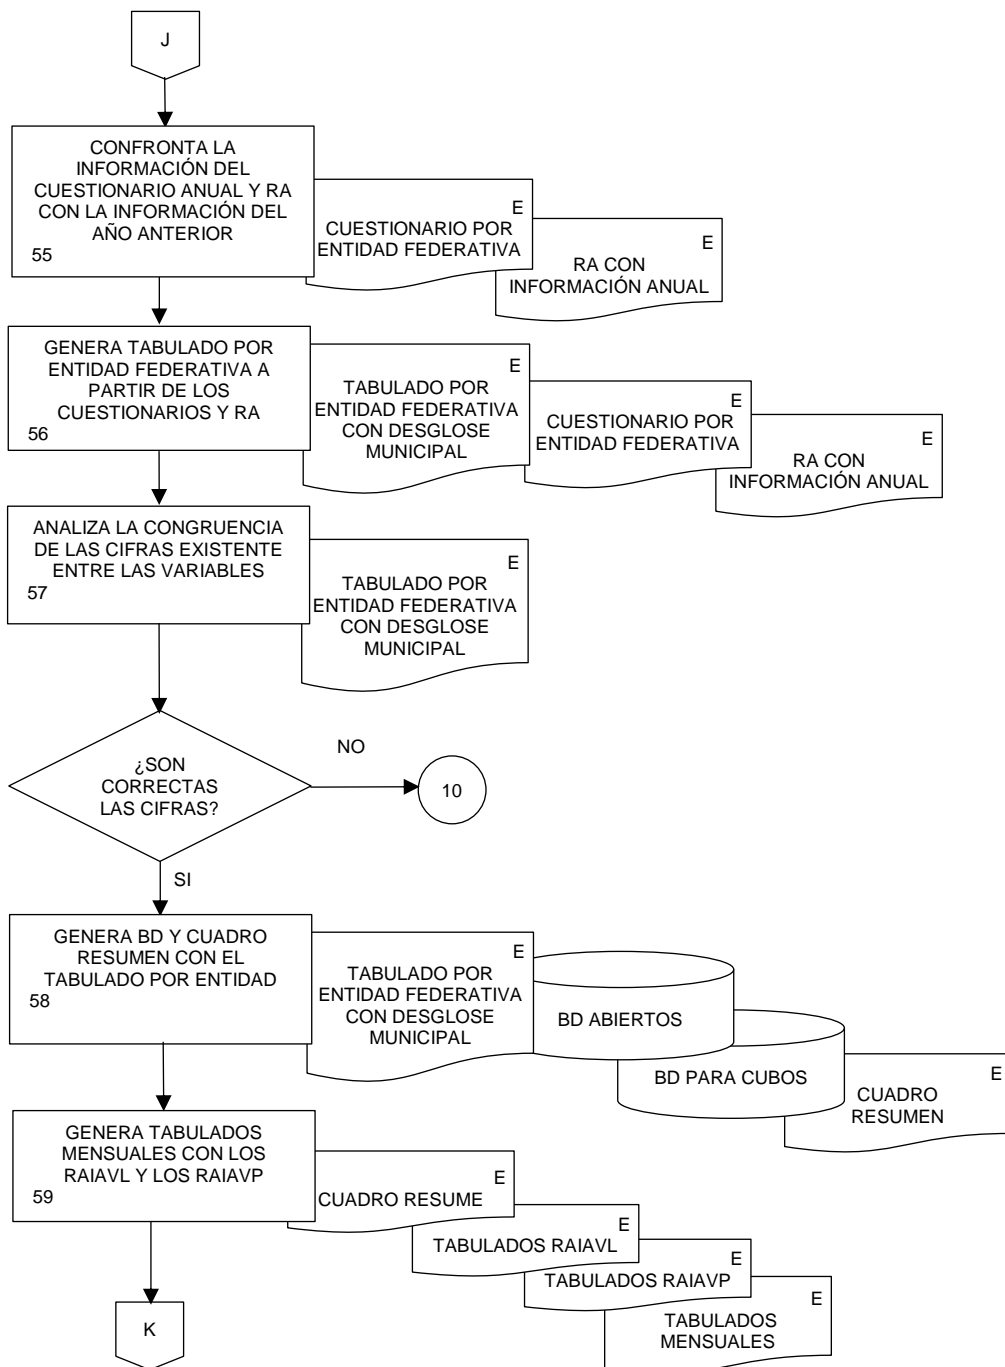 J
CONFRONTA LA
INFORMACIÓN DEL
CUESTIONARIO ANUAL Y RA
CON LA INFORMACIÓN DEL
AÑO ANTERIOR
55
E
CUESTIONARIO POR
ENTIDAD FEDERATIVA
E
RA CON
INFORMACIÓN ANUAL
GENERA TABULADO POR
ENTIDAD FEDERATIVA A
PARTIR DE LOS
CUESTIONARIOS Y RA
56
E
TABULADO POR
ENTIDAD FEDERATIVA
CON DESGLOSE
MUNICIPAL
E
CUESTIONARIO POR
ENTIDAD FEDERATIVA
E
RA CON
INFORMACIÓN ANUAL
ANALIZA LA CONGRUENCIA
DE LAS CIFRAS EXISTENTE
ENTRE LAS VARIABLES
57
E
TABULADO POR
ENTIDAD FEDERATIVA
CON DESGLOSE
MUNICIPAL
¿SON
CORRECTAS
LAS CIFRAS?
NO
10
SI
GENERA BD Y CUADRO
RESUMEN CON EL
TABULADO POR ENTIDAD
58
E
TABULADO POR
ENTIDAD FEDERATIVA
CON DESGLOSE
MUNICIPAL
BD ABIERTOS
BD PARA CUBOS
E
CUADRO
RESUMEN
GENERA TABULADOS
MENSUALES CON LOS
RAIAVL Y LOS RAIAVP
59
E
CUADRO RESUME
E
TABULADOS RAIAVL
E
TABULADOS RAIAVP
E
TABULADOS
MENSUALES
K